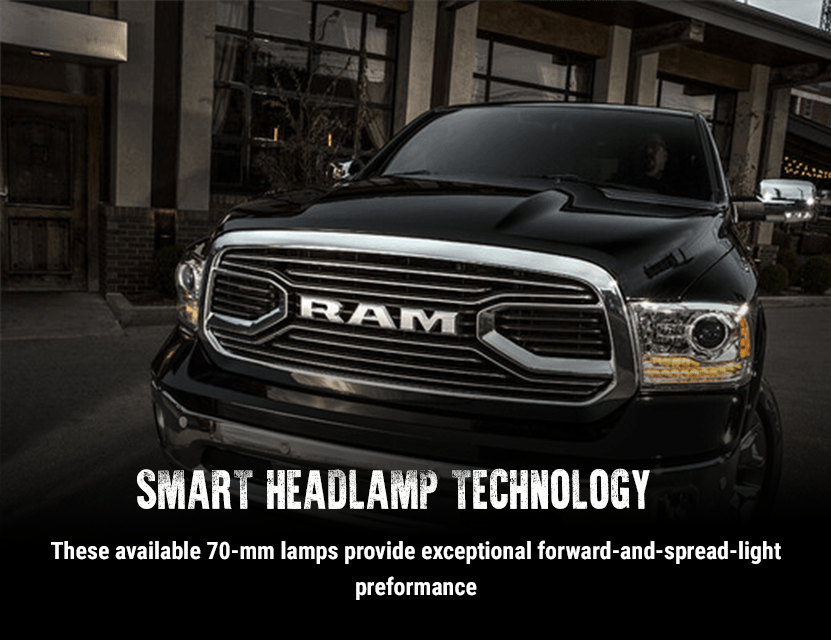 RAM
SMART HEADLAMP TECHNOLOGY
These available 70-mm lamps provide exceptional forward-and-spread-light
preformance